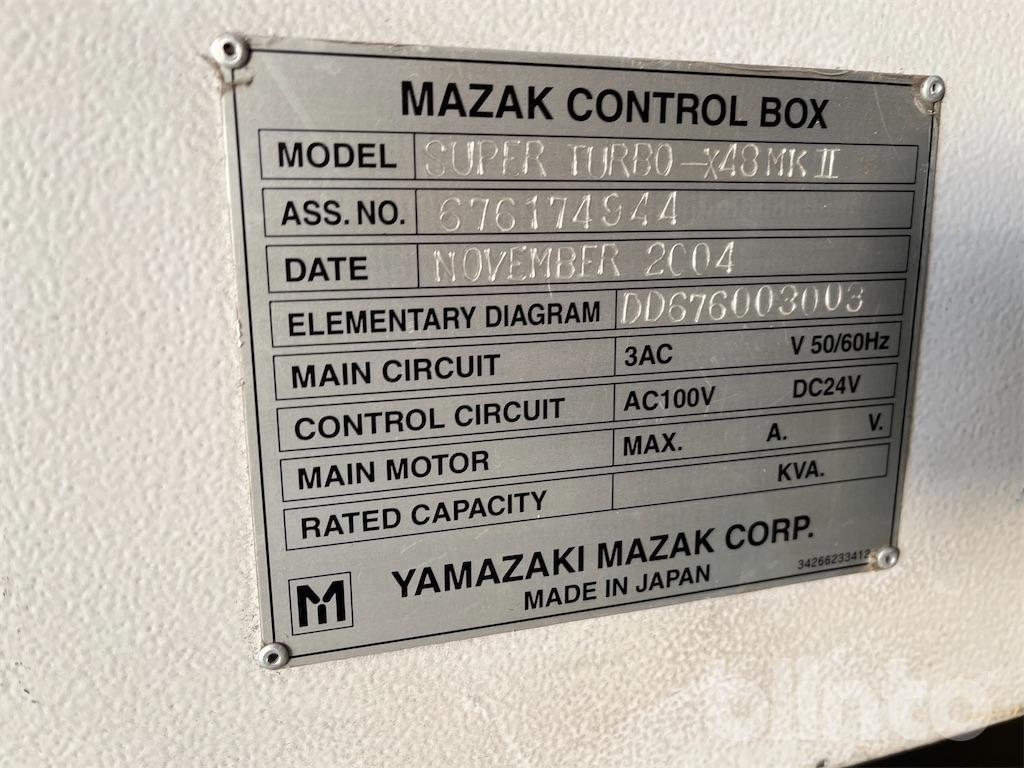 MAZAK CONTROL BOX
MODEL SUPER TURBO-X48 MK II
ASS. NO. 676174944
DATE NOVEMBER 2004
ELEMENTARY DIAGRAM DD676003003
MAIN CIRCUIT 3AC V 50/60Hz
CONTROL CIRCUIT AC100V DC24V
MAIN MOTOR MAX. A. V.
RATED CAPACITY KVA.
YAMAZAKI MAZAK CORP.
MADE IN JAPAN
M
blinto